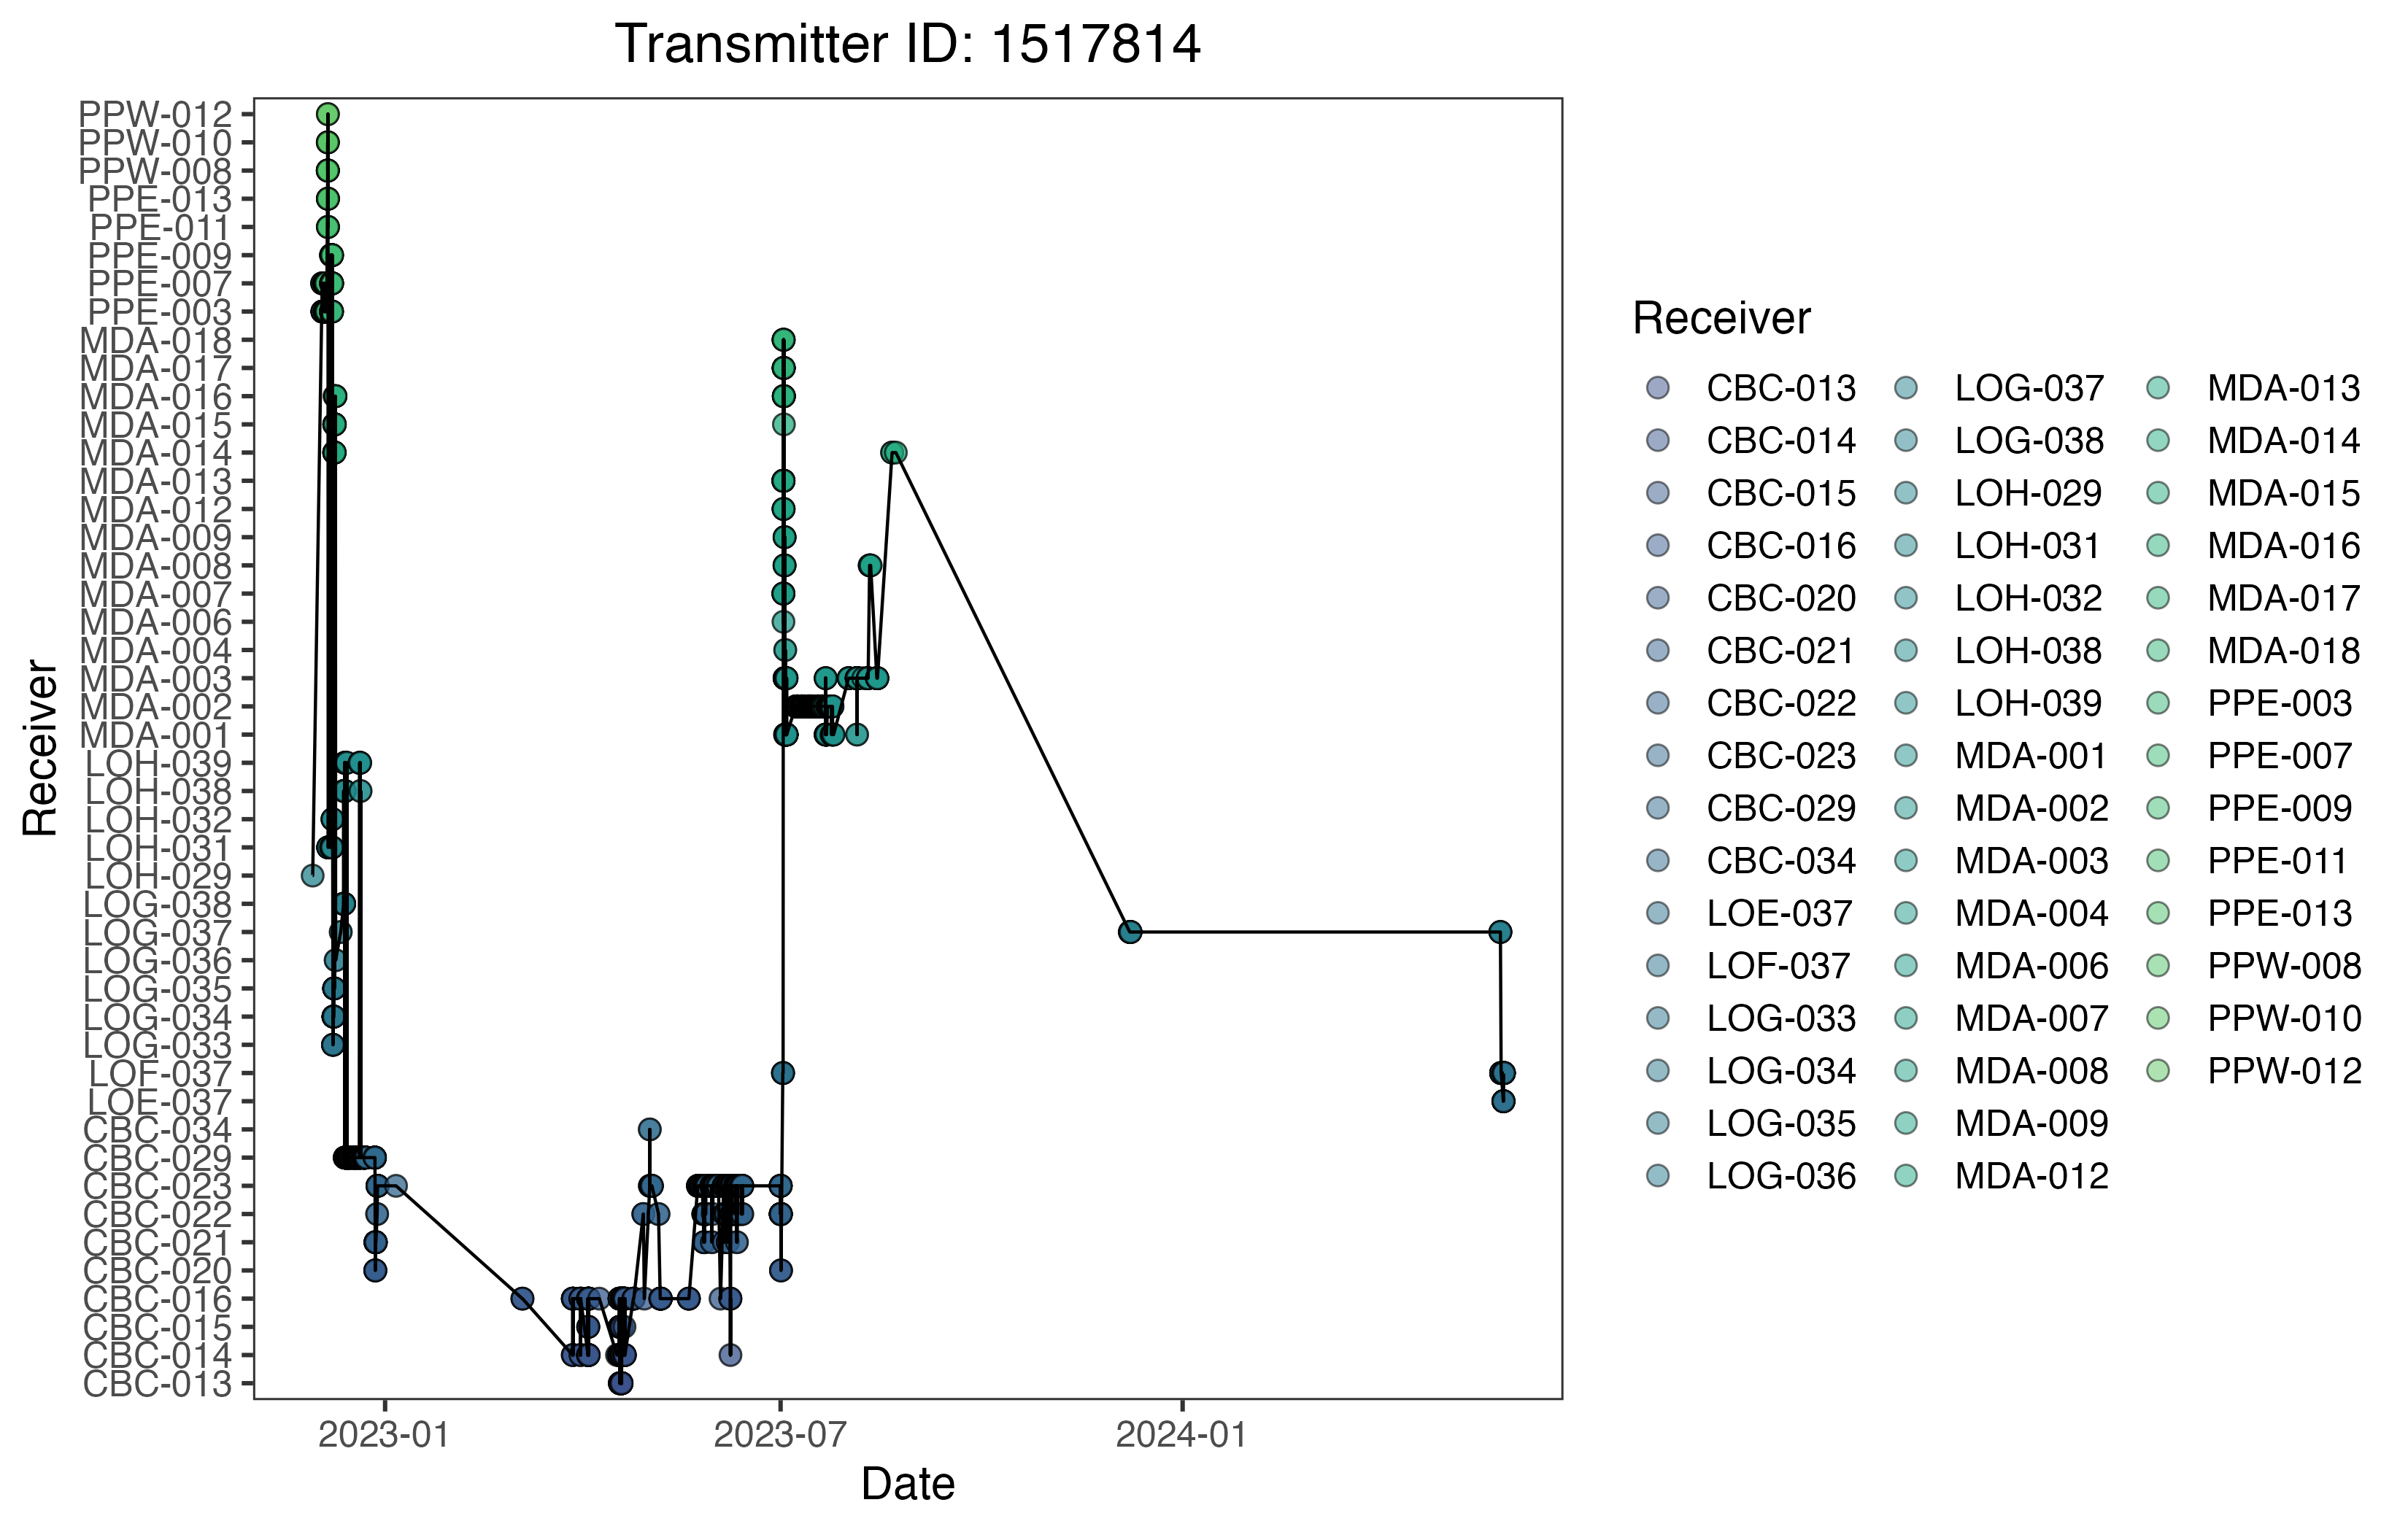 Transmitter ID: 1517814
Receiver
PPW-012
PPW-010
PPW-008
PPE-013
PPE-011
PPE-009
PPE-007
PPE-003
MDA-018
MDA-017
MDA-016
MDA-015
MDA-014
MDA-013
MDA-012
MDA-009
MDA-008
MDA-007
MDA-006
MDA-004
MDA-003
MDA-002
MDA-001
LOH-039
LOH-038
LOH-032
LOH-031
LOH-029
LOG-038
LOG-037
LOG-036
LOG-035
LOG-034
LOG-033
LOF-037
LOE-037
CBC-034
CBC-029
CBC-023
CBC-022
CBC-021
CBC-020
CBC-016
CBC-015
CBC-014
CBC-013
2023-01 2023-07 2024-01
Date
Receiver
CBC-013 LOG-037 MDA-013
CBC-014 LOG-038 MDA-014
CBC-015 LOH-029 MDA-015
CBC-016 LOH-031 MDA-016
CBC-020 LOH-032 MDA-017
CBC-021 LOH-038 MDA-018
CBC-022 LOH-039 PPE-003
CBC-023 MDA-001 PPE-007
CBC-029 MDA-002 PPE-009
CBC-034 MDA-003 PPE-011
LOE-037 MDA-004 PPE-013
LOF-037 MDA-006 PPW-008
LOG-033 MDA-007 PPW-010
LOG-034 MDA-008 PPW-012
LOG-035 MDA-009
LOG-036 MDA-012